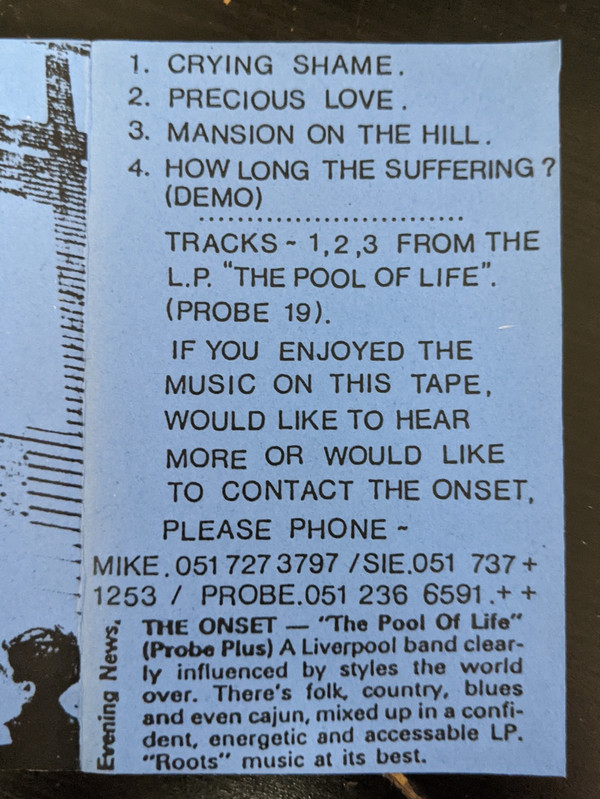 1. CRYING SHAME.
2. PRECIOUS LOVE.
3. MANSION ON THE HILL.
4. HOW LONG THE SUFFERING?
(DEMO)
TRACKS ~ 1,2,3 FROM THE
L.P. "THE POOL OF LIFE".
(PROBE 19).
IF YOU ENJOYED THE
MUSIC ON THIS TAPE,
WOULD LIKE TO HEAR
MORE OR WOULD LIKE
TO CONTACT THE ONSET,
PLEASE PHONE ~
MIKE.051 727 3797 /SIE.051 737+
1253 / PROBE.051 236 6591.++
Evening News,
THE ONSET — "The Pool Of Life"
(Probe Plus) A Liverpool band clear-
ly influenced by styles the world
over. There's folk, country, blues
and even cajun, mixed up in a confi-
dent, energetic and accessable LP.
"Roots" music at its best.